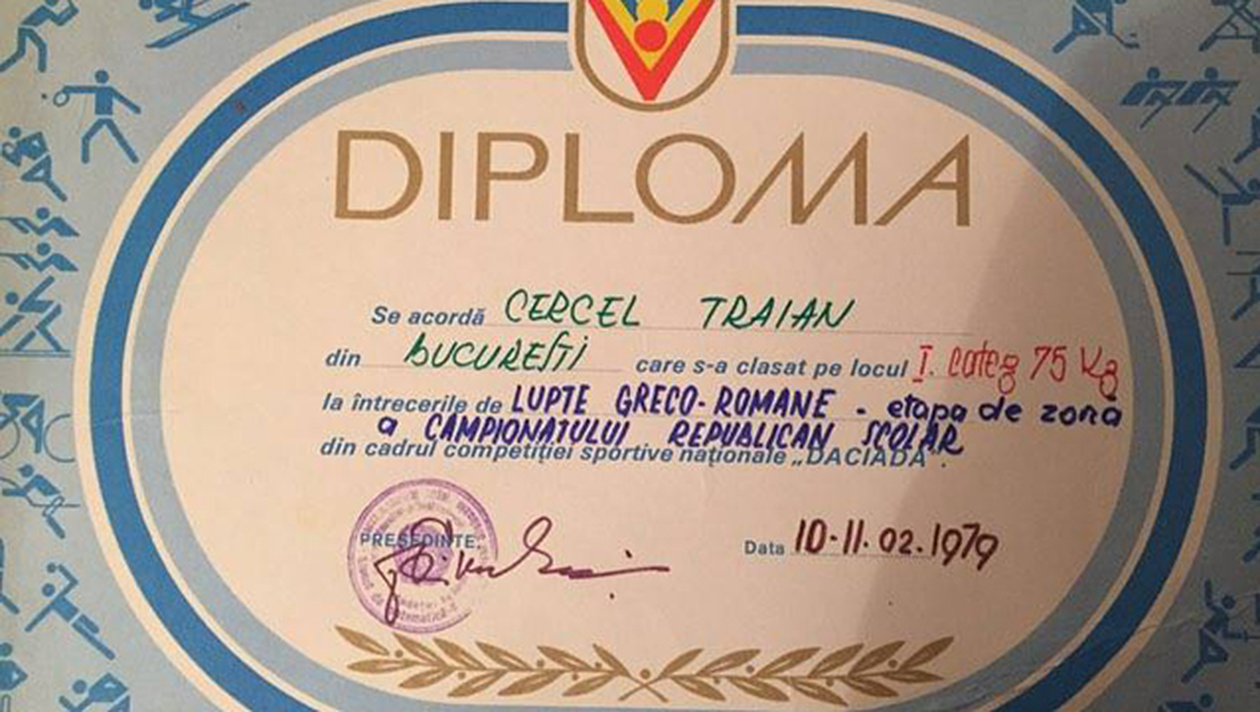 DIPLOMA
Se acordă CERCEL TRAIAN
din BUCUREȘTI care s-a clasat pe locul I. categ 75 Kg
la întrecerile de LUPTE GRECO-ROMANE - etapa de zona
a CAMPIONATULUI REPUBLICAN ȘCOLAR
din cadrul competiției sportive naționale „DACIADA”.
PREȘEDINTE,
Data 10-11.02.1979